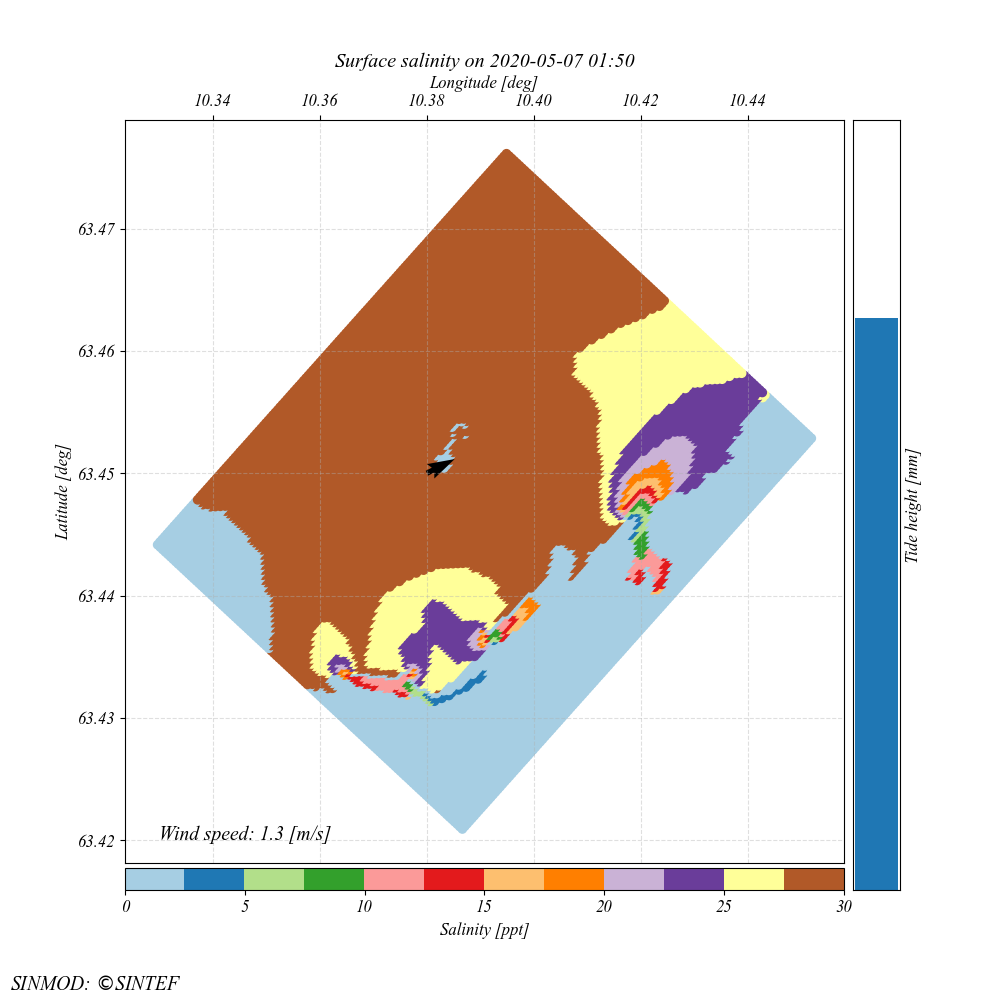 Surface salinity on 2020-05-07 01:50
Longitude [deg]
10.34 10.36 10.38 10.40 10.42 10.44
63.47
63.46
63.45
63.44
63.43
63.42
Latitude [deg]
Tide height [mm]
Wind speed: 1.3 [m/s]
0 5 10 15 20 25 30
Salinity [ppt]
SINMOD: ©SINTEF